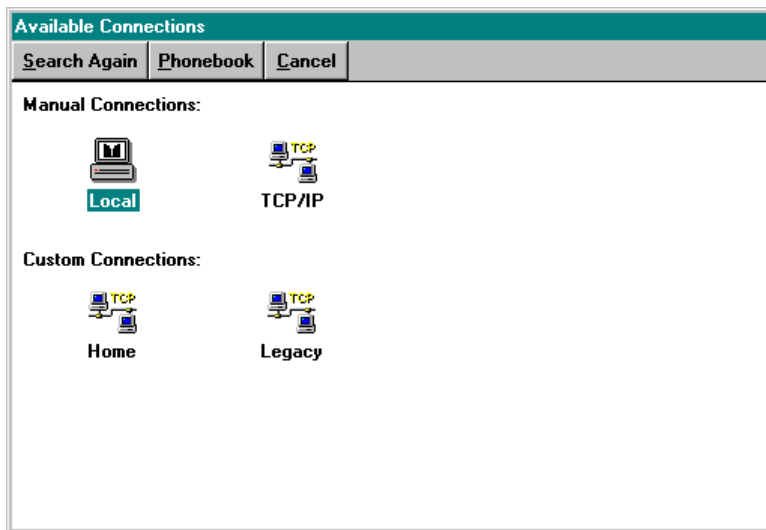 Available Connections
Search Again Phonebook Cancel
Manual Connections:
TCP
Local TCP/IP
Custom Connections:
TCP TCP
Home Legacy